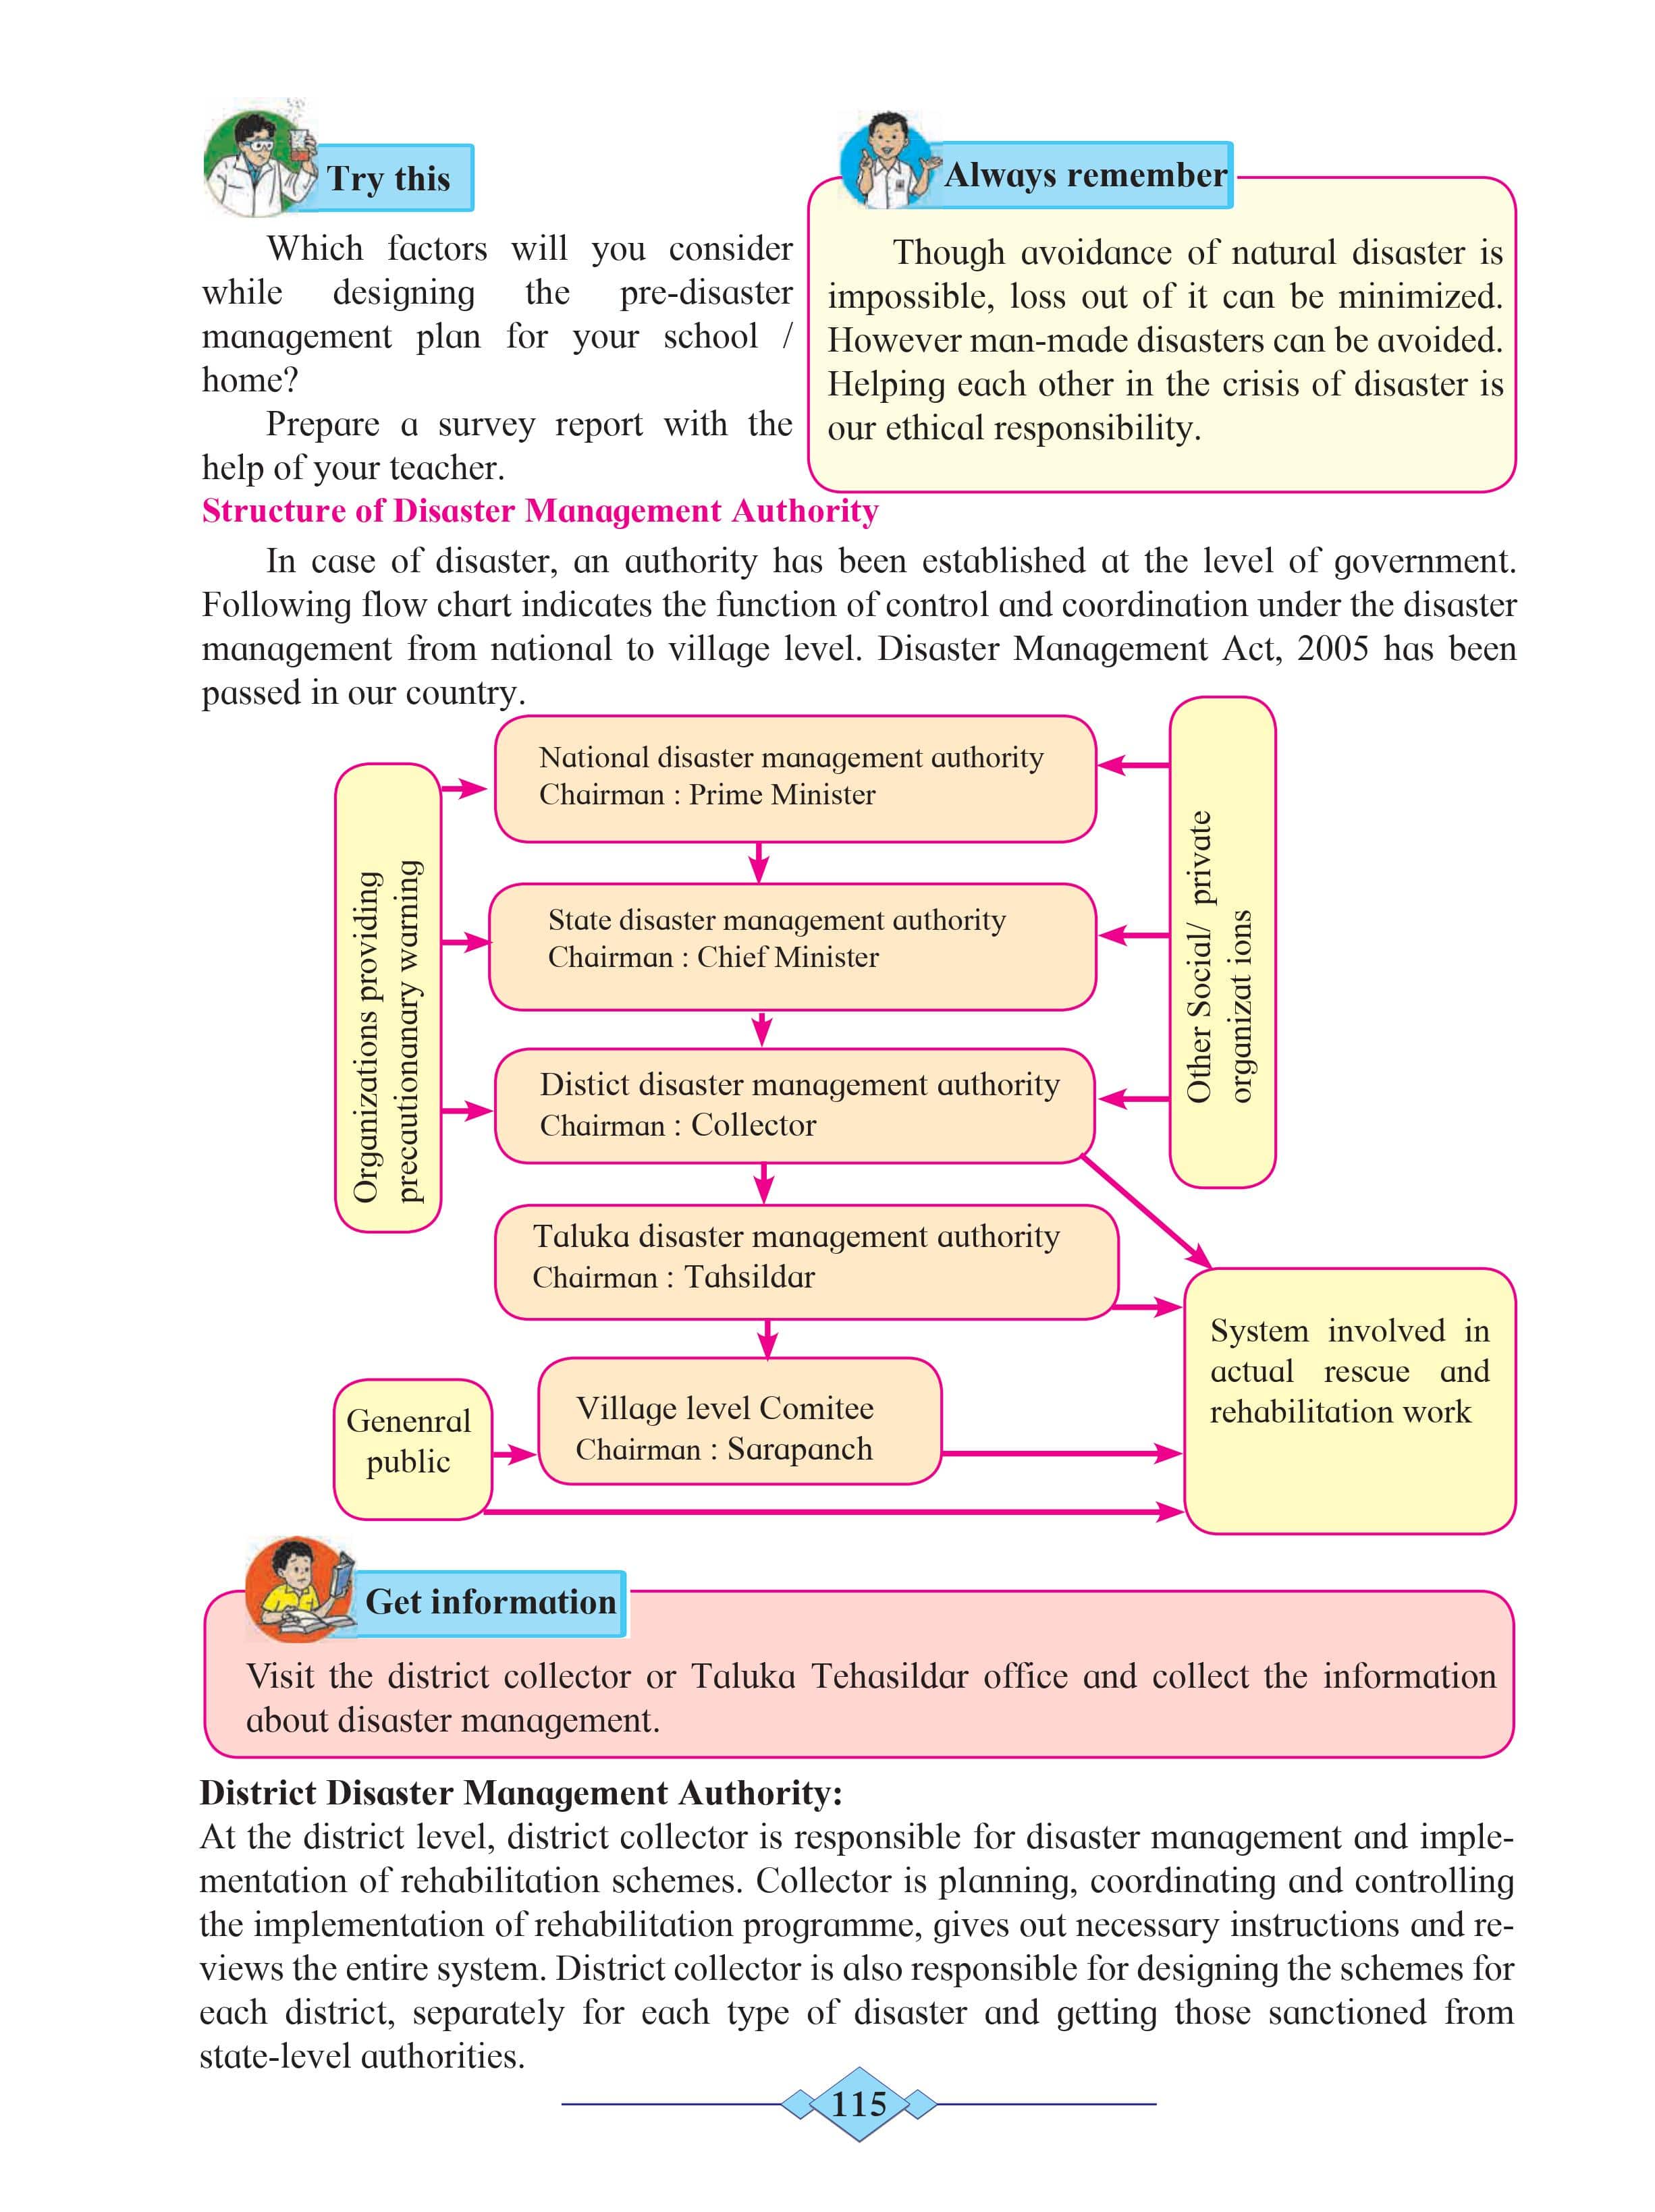 Try this
Which factors will you consider
while designing the pre-disaster
management plan for your school /
home?
Prepare a survey report with the
help of your teacher.
Always remember
Though avoidance of natural disaster is
impossible, loss out of it can be minimized.
However man-made disasters can be avoided.
Helping each other in the crisis of disaster is
our ethical responsibility.
Structure of Disaster Management Authority
In case of disaster, an authority has been established at the level of government.
Following flow chart indicates the function of control and coordination under the disaster
management from national to village level. Disaster Management Act, 2005 has been
passed in our country.
Organizations providing
precautionanary warning
National disaster management authority
Chairman : Prime Minister
State disaster management authority
Chairman : Chief Minister
Distict disaster management authority
Chairman : Collector
Taluka disaster management authority
Chairman : Tahsildar
Village level Comitee
Chairman : Sarapanch
Other Social/ private
organizat ions
Genenral
public
System involved in
actual rescue and
rehabilitation work
Get information
Visit the district collector or Taluka Tehasildar office and collect the information
about disaster management.
District Disaster Management Authority:
At the district level, district collector is responsible for disaster management and imple-
mentation of rehabilitation schemes. Collector is planning, coordinating and controlling
the implementation of rehabilitation programme, gives out necessary instructions and re-
views the entire system. District collector is also responsible for designing the schemes for
each district, separately for each type of disaster and getting those sanctioned from
state-level authorities.
115